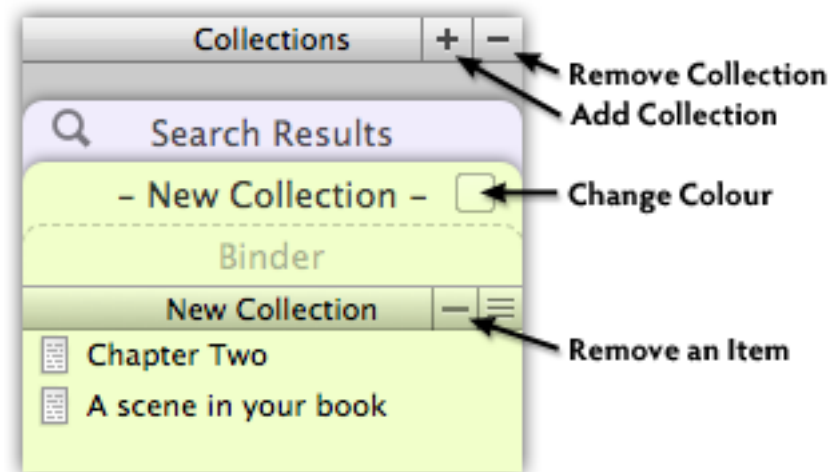 Collections + −
Remove Collection
Add Collection
Search Results
– New Collection –
Change Colour
Binder
New Collection −
Remove an Item
Chapter Two
A scene in your book